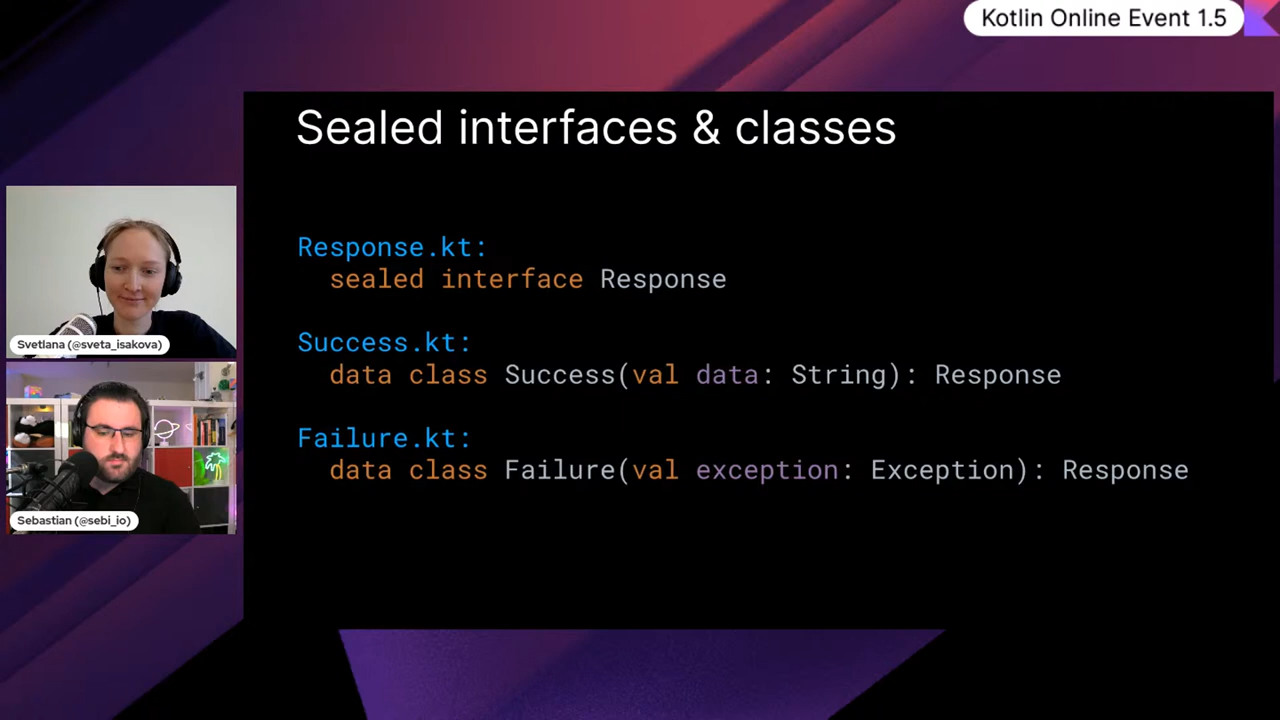 Kotlin Online Event 1.5
Sealed interfaces & classes
Response.kt:
sealed interface Response
Success.kt:
data class Success(val data: String): Response
Failure.kt:
data class Failure(val exception: Exception): Response
Svetlana (@sveta_isakova)
Sebastian (@sebi_io)